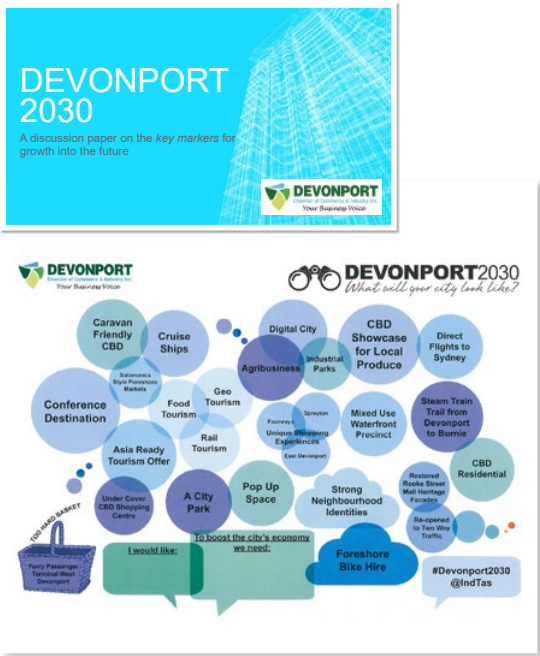 DEVONPORT
2030
A discussion paper on the key markers for
growth into the future
DEVONPORT
Chamber of Commerce & Industry Inc.
Your Business Voice
DEVONPORT
Chamber of Commerce & Industry Inc.
Your Business Voice
DEVONPORT2030
What will your city look like?
Caravan
Friendly
CBD
Cruise
Ships
Digital City
CBD
Showcase
for Local
Produce
Direct
Flights to
Sydney
Agribusiness
Industrial
Parks
Salamanca
Style Foreshore
Markets
Conference
Destination
Food
Tourism
Geo
Tourism
Rail
Tourism
Fourways
Spreyton
Unique Shopping
Experiences
East Devonport
Mixed Use
Waterfront
Precinct
Steam Train
Trail from
Devonport
to Burnie
Asia Ready
Tourism Offer
CBD
Residential
Under Cover
CBD Shopping
Centre
A City
Park
Pop Up
Space
Strong
Neighbourhood
Identities
Restored
Rooke Street
Mall Heritage
Facades
Re-opened
to Two Way
Traffic
TOO HARD BASKET
Ferry Passenger
Terminal West
Devonport
I would like:
To boost the city's economy
we need:
Foreshore
Bike Hire
#Devonport2030
@IndTas